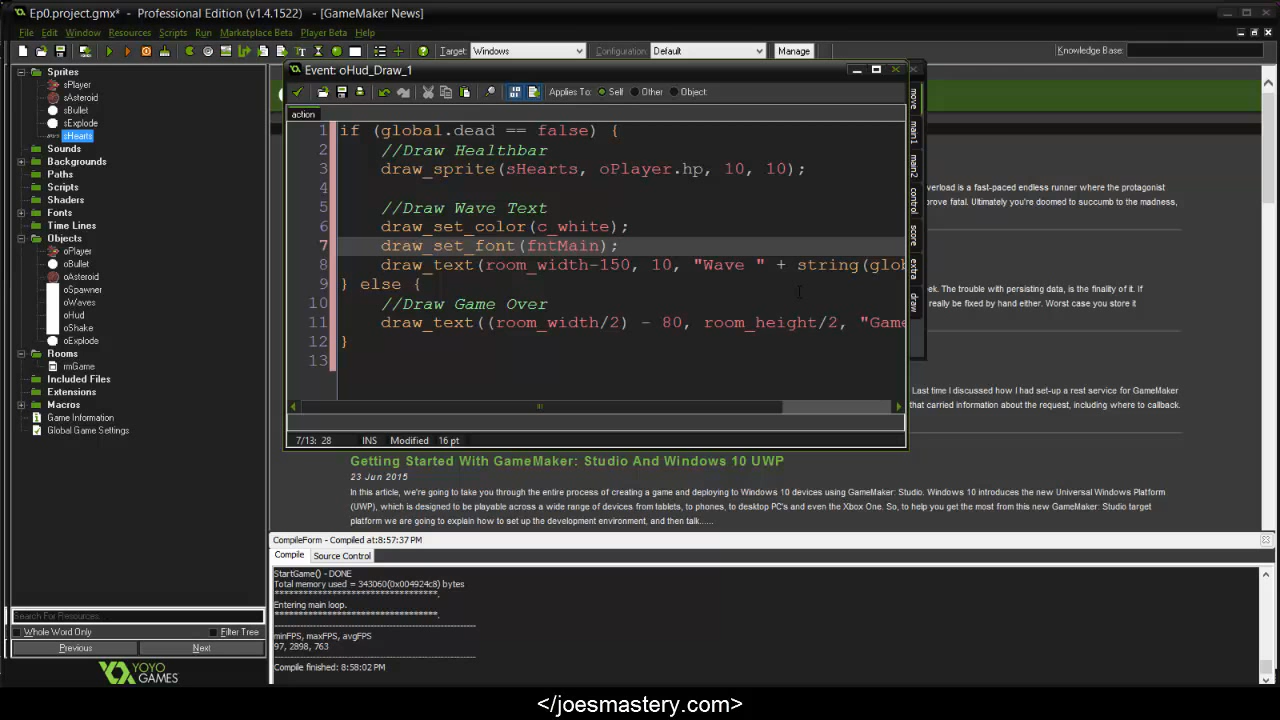 Ep0.project.gmx* - Professional Edition (v1.4.1522) - [GameMaker News]
File Edit Window Resources Scripts Run Marketplace Beta Player Beta Help
Target: Windows Configuration: Default Manage Knowledge Base:
Sprites
sPlayer
sAsteroid
sBullet
sExplode
sHearts
Sounds
Backgrounds
Paths
Scripts
Shaders
Fonts
Time Lines
Objects
oPlayer
oBullet
oAsteroid
oSpawner
oWaves
oHud
oShake
oExplode
Rooms
rmGame
Included Files
Extensions
Macros
Game Information
Global Game Settings
Search For Resources...
Whole Word Only Filter Tree
Previous Next
YOYO
GAMES
Event: oHud_Draw_1
Applies To: Self Other Object
action
1 if (global.dead == false) {
2 //Draw Healthbar
3 draw_sprite(sHearts, oPlayer.hp, 10, 10);
4
5 //Draw Wave Text
6 draw_set_color(c_white);
7 draw_set_font(fntMain);
8 draw_text(room_width-150, 10, "Wave " + string(glob
9 } else {
10 //Draw Game Over
11 draw_text((room_width/2) - 80, room_height/2, "Game
12 }
13
7/13: 28 INS Modified 16 pt
move
main1
main2
control
score
extra
draw
verload is a fast-paced endless runner where the protagonist
prove fatal. Ultimately you're doomed to succumb to the madness,
eek. The trouble with persisting data, is the finality of it. If
really be fixed by hand either. Worst case you store it
Last time I discussed how I had set-up a rest service for GameMaker
that carried information about the request, including where to callback.
Getting Started With GameMaker: Studio And Windows 10 UWP
23 Jun 2015
In this article, we're going to take you through the entire process of creating a game and deploying to Windows 10 devices using GameMaker: Studio. Windows 10 introduces the new Universal Windows Platform
(UWP), which is designed to be playable across a wide range of devices from tablets, to phones, to desktop PC's and even the Xbox One. So, to help you get the most from this new GameMaker: Studio target
platform we are going to explain how to set up the development environment, and then talk......
CompileForm - Compiled at:8:57:37 PM
Compile Source Control
StartGame() - DONE
Total memory used = 343060(0x004924c8) bytes
**********************************.
Entering main loop.
**********************************.
minFPS, maxFPS, avgFPS
97, 2898, 763
Compile finished: 8:58:02 PM
</joesmastery.com>